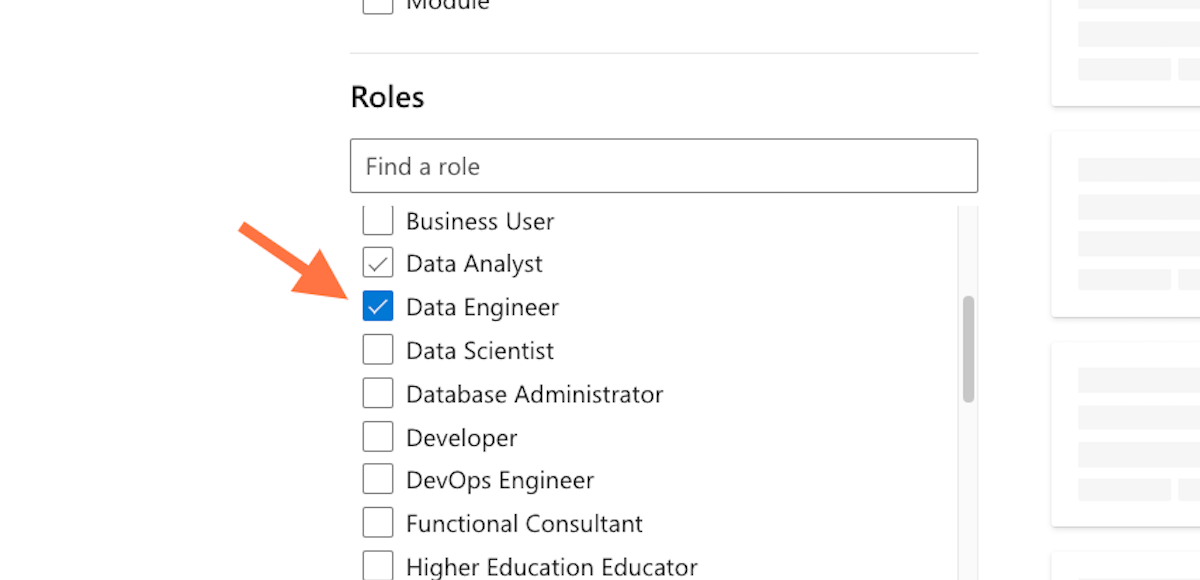 Module
Roles
Find a role
Business User
Data Analyst
Data Engineer
Data Scientist
Database Administrator
Developer
DevOps Engineer
Functional Consultant
Higher Education Educator